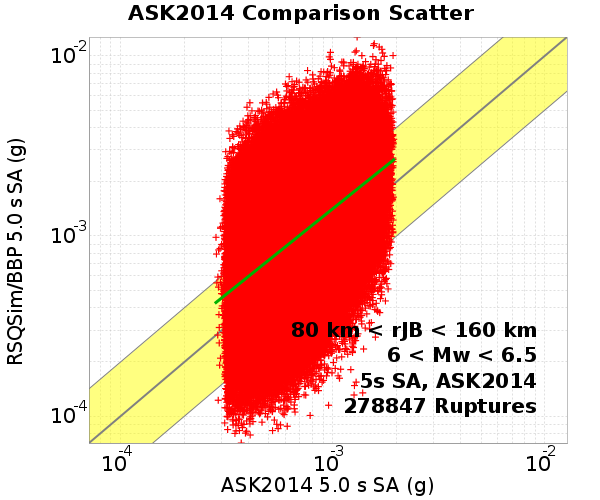 ASK2014 Comparison Scatter
RSQSim/BBP 5.0 s SA (g)
10-2
10-3
10-4
80 km < rJB < 160 km
6 < Mw < 6.5
5s SA, ASK2014
278847 Ruptures
10-4 10-3 10-2
ASK2014 5.0 s SA (g)